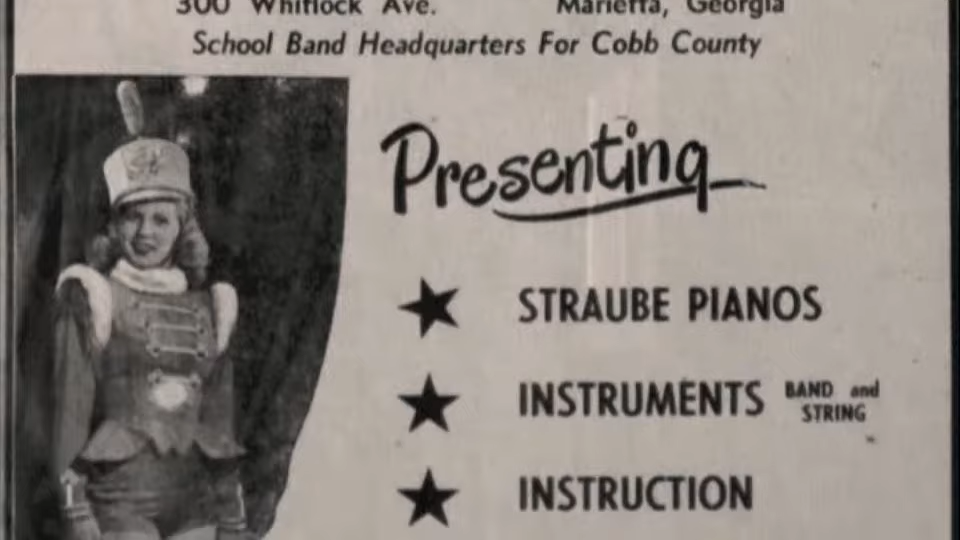 300 Whitlock Ave. Marietta, Georgia
School Band Headquarters For Cobb County
Presenting
STRAUBE PIANOS
INSTRUMENTS BAND and STRING
INSTRUCTION